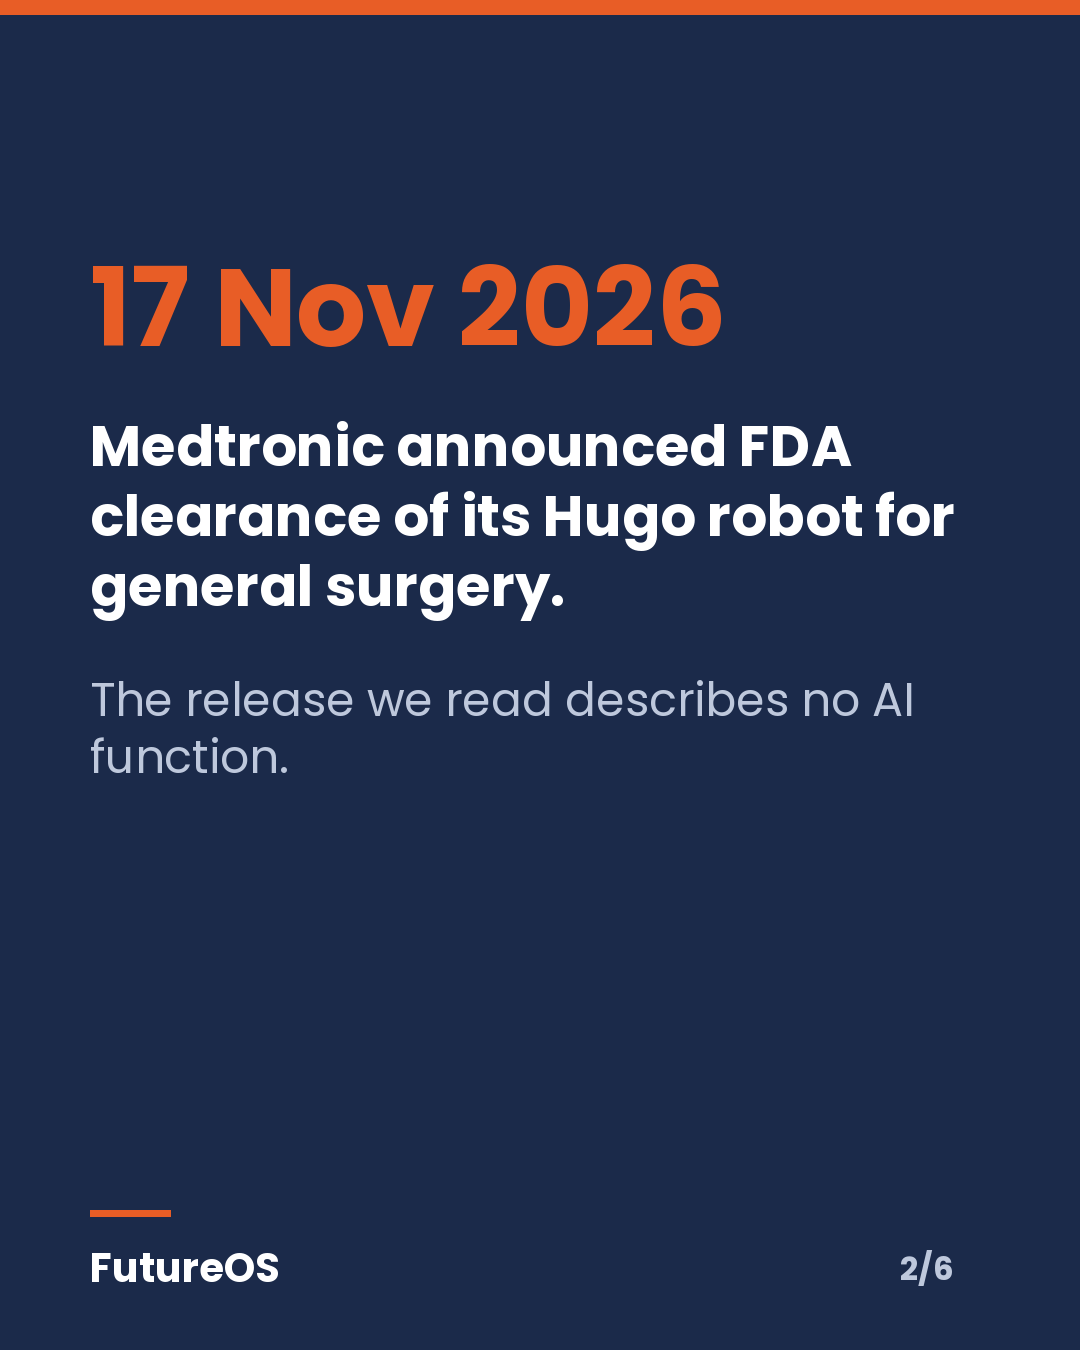 17 Nov 2026
Medtronic announced FDA
clearance of its Hugo robot for
general surgery.
The release we read describes no AI
function.
FutureOS
2/6